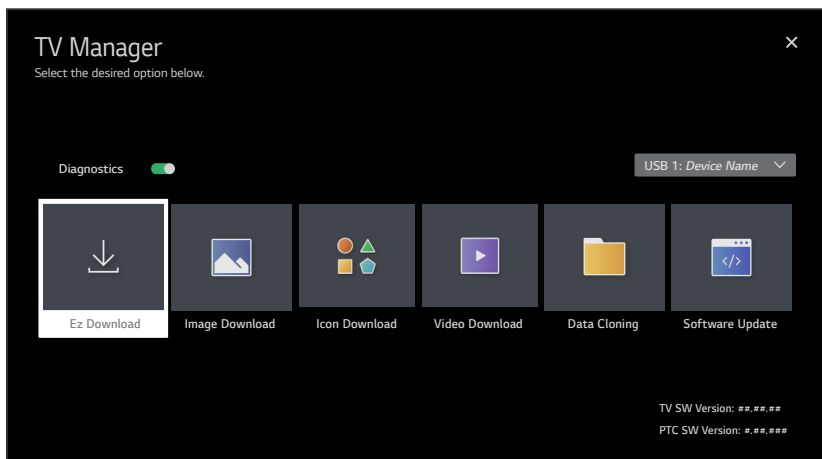 TV Manager
Select the desired option below.
Diagnostics
USB 1: Device Name
</>
Ez Download
Image Download
Icon Download
Video Download
Data Cloning
Software Update
TV SW Version: ##.##.##
PTC SW Version: #.##.###